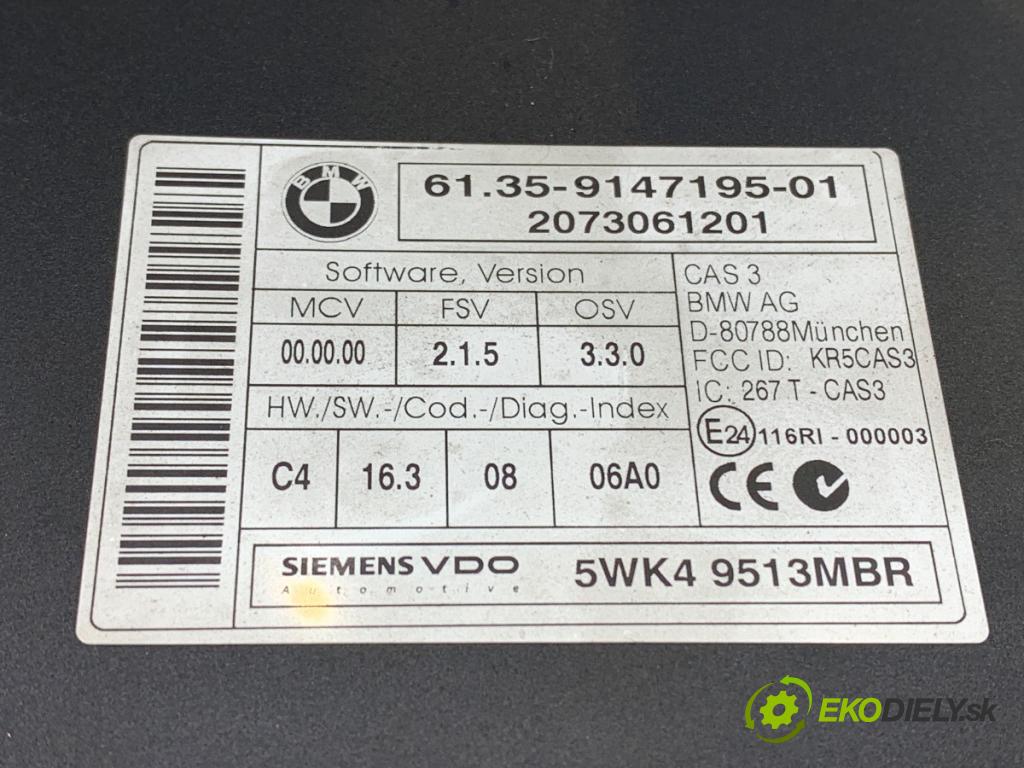 BMW
61.35-9147195-01
2073061201
Software, Version
MCV FSV OSV
00.00.00 2.1.5 3.3.0
HW./SW.-/Cod.-/Diag.-Index
C4 16.3 08 06A0
CAS 3
BMW AG
D-80788München
FCC ID: KR5CAS3
IC: 267 T - CAS3
E24 116RI - 000003
CE
SIEMENS VDO
Automotive
5WK4 9513MBR
EKODIELY.sk